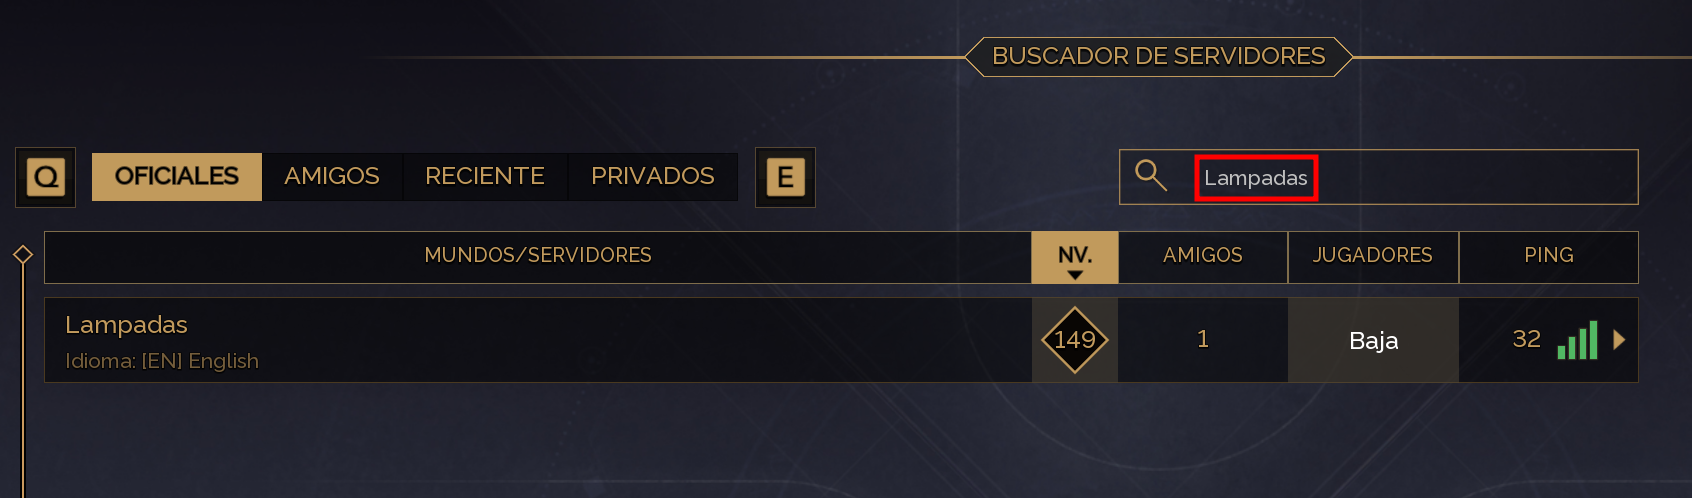 BUSCADOR DE SERVIDORES
Q OFICIALES AMIGOS RECIENTE PRIVADOS E Lampadas
MUNDOS/SERVIDORES NV. AMIGOS JUGADORES PING
Lampadas
Idioma: [EN] English
149 1 Baja 32